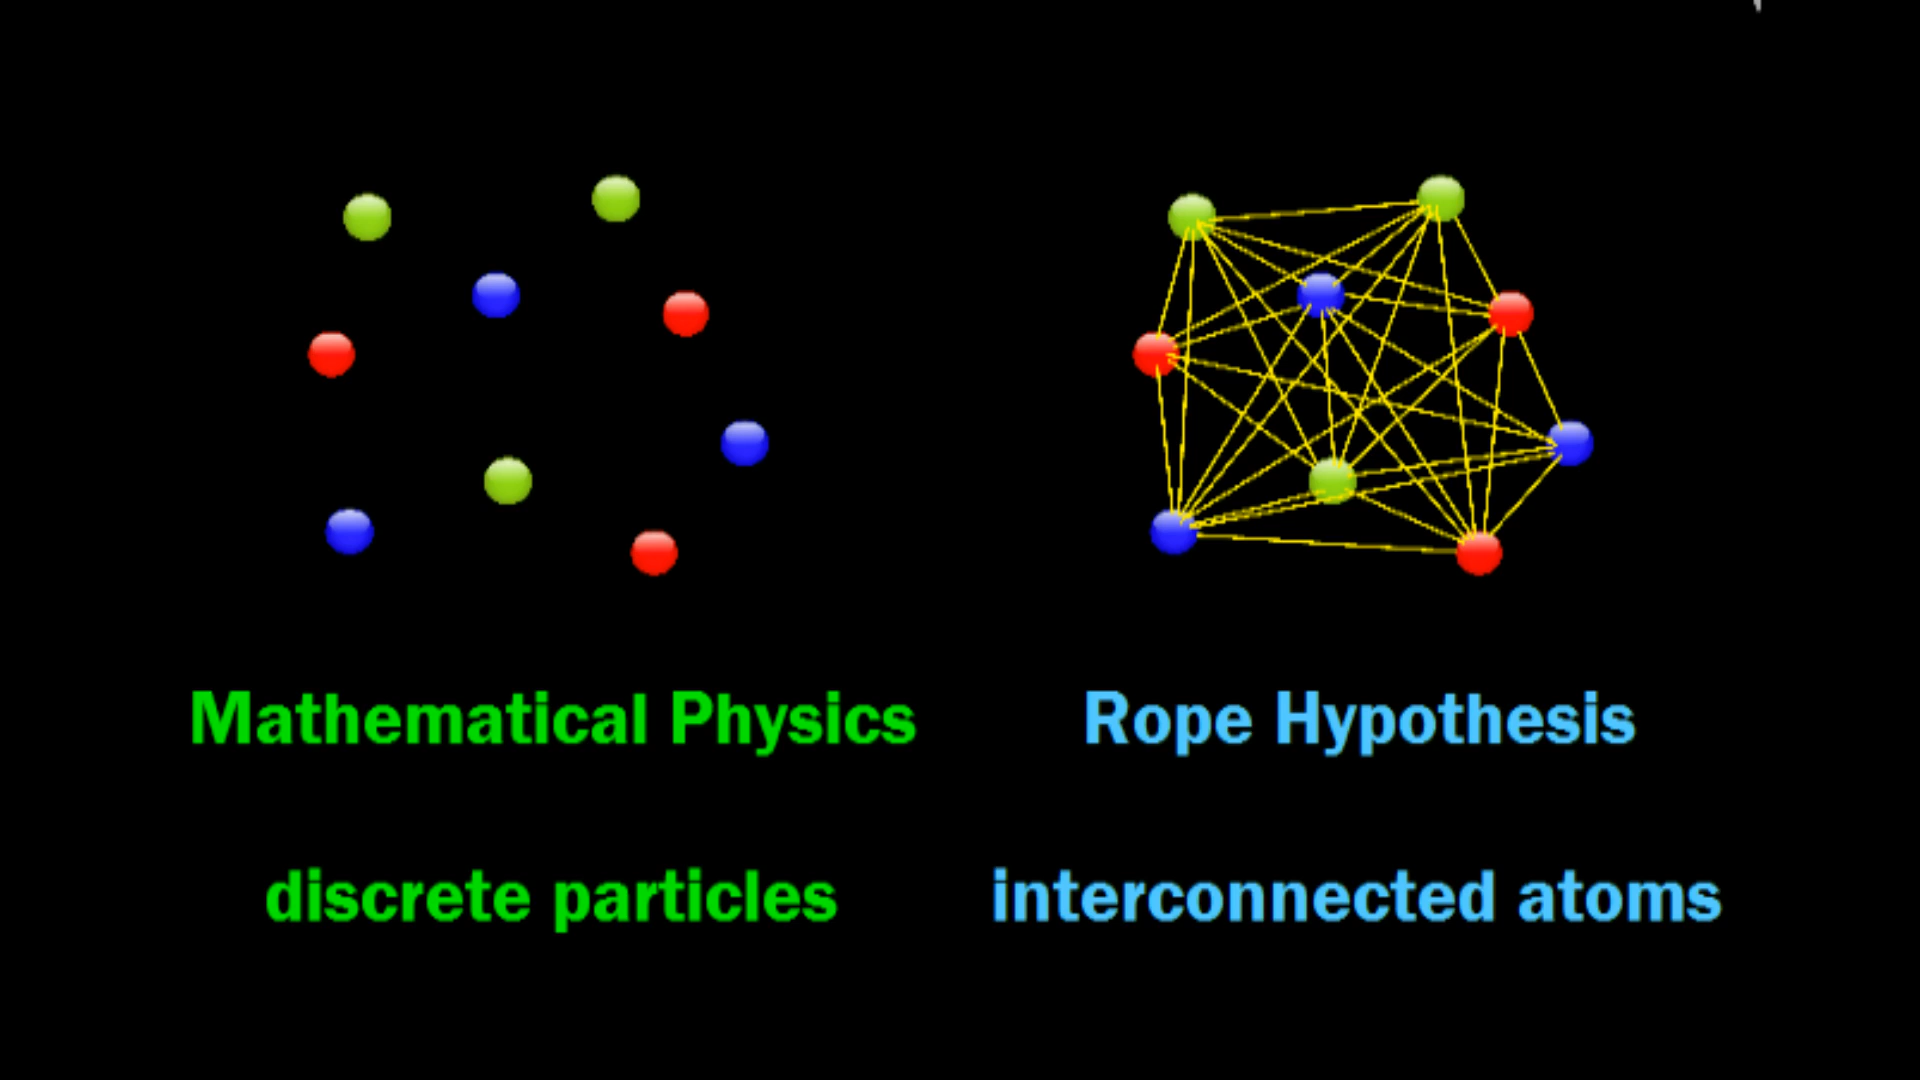 Mathematical Physics
Rope Hypothesis
discrete particles
interconnected atoms